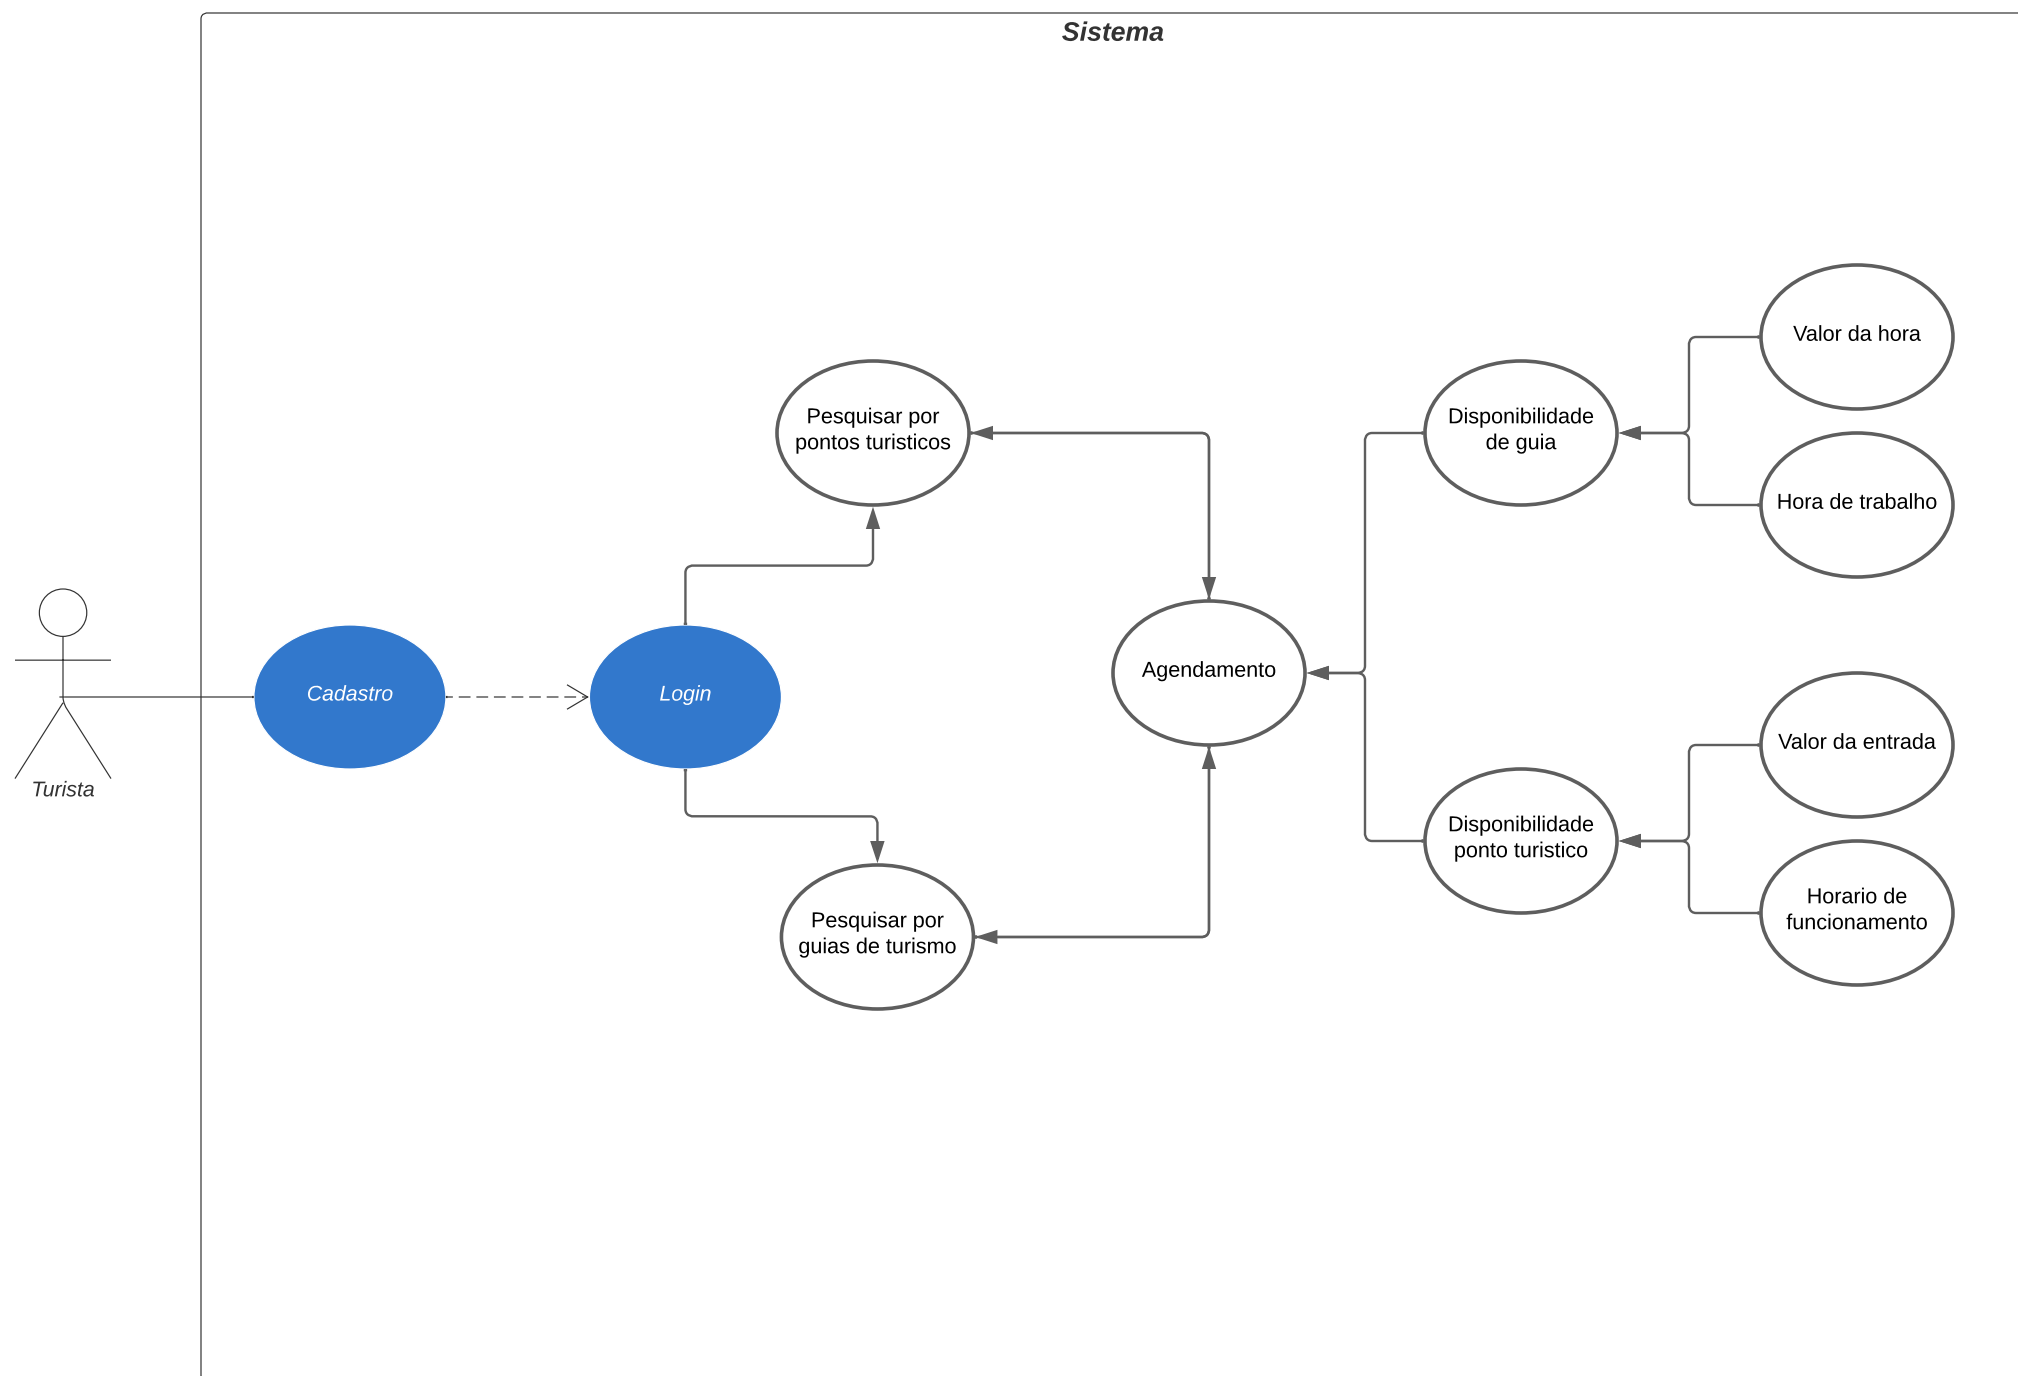 Sistema
Turista
Cadastro
Login
Pesquisar por
pontos turisticos
Pesquisar por
guias de turismo
Agendamento
Disponibilidade
de guia
Valor da hora
Hora de trabalho
Disponibilidade
ponto turistico
Valor da entrada
Horario de
funcionamento